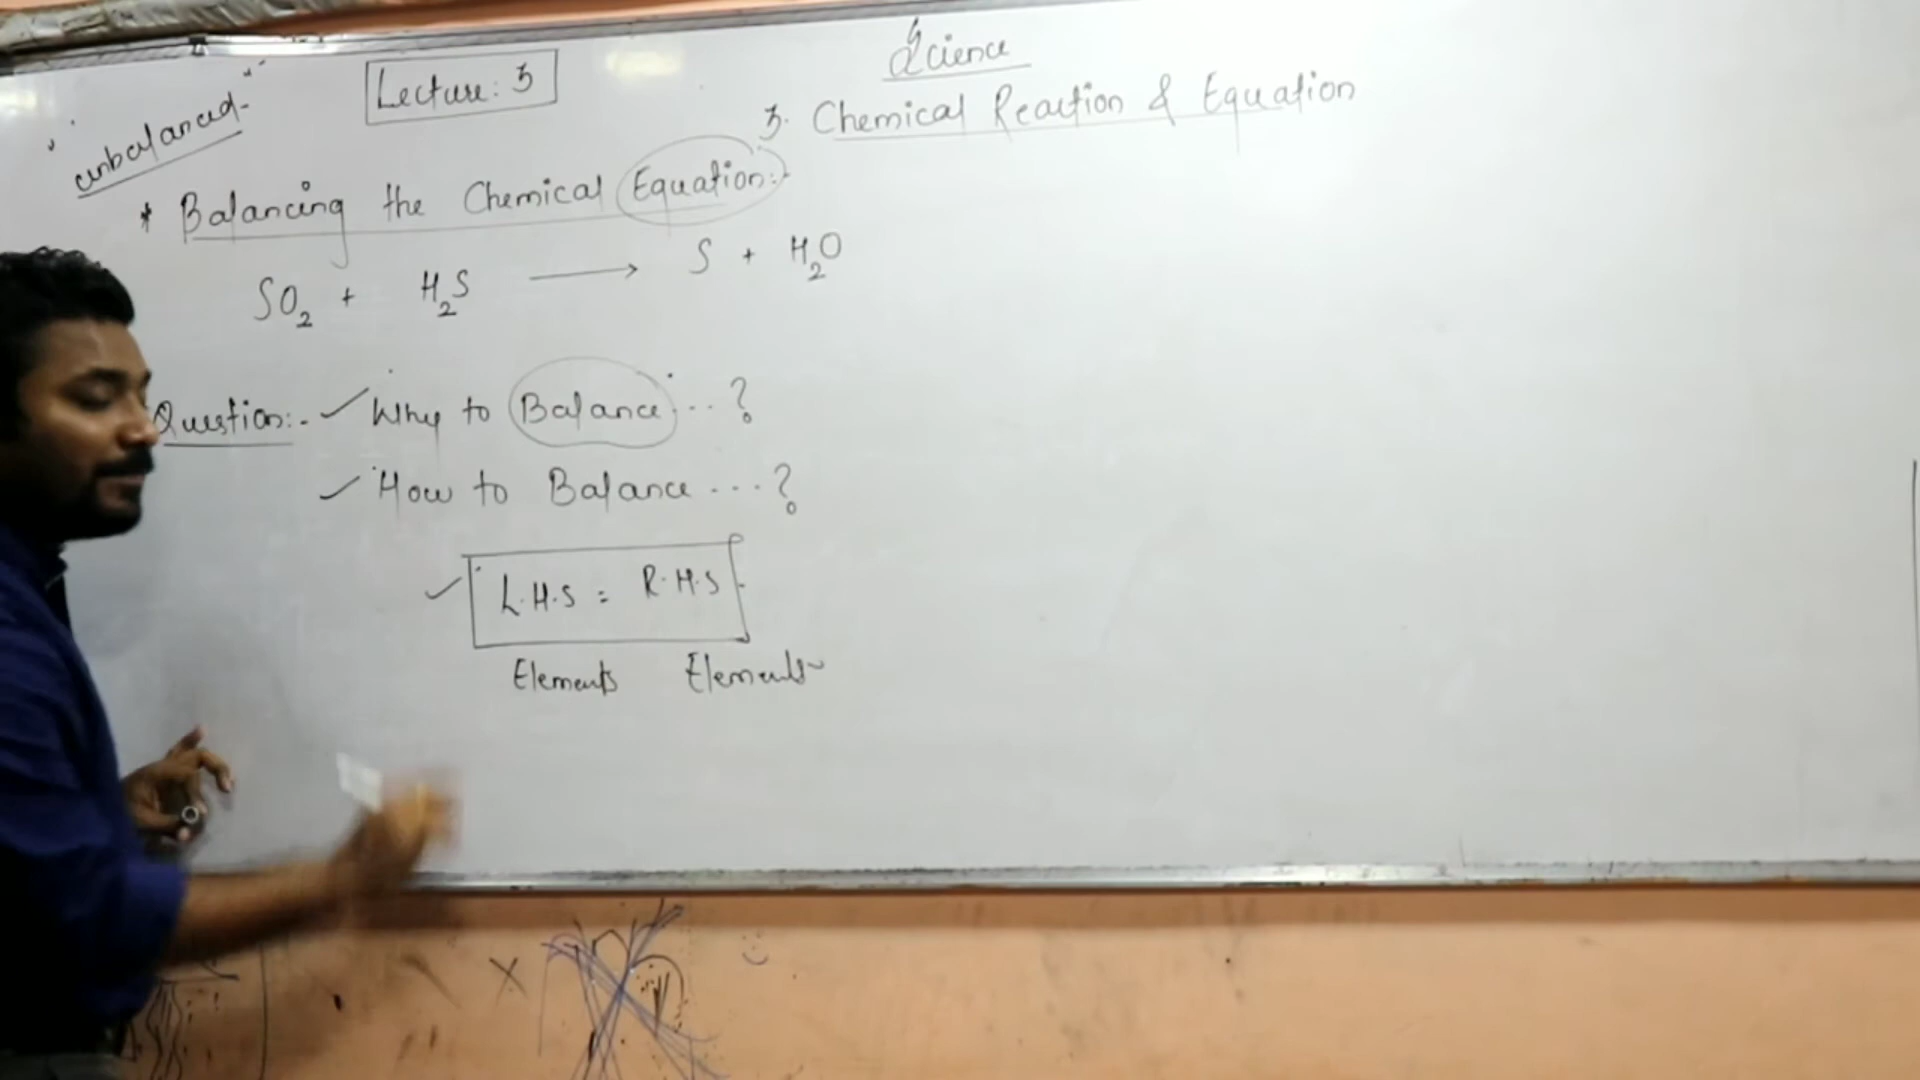 Science
Lecture: 3
3. Chemical Reaction & Equation
unbalanced
* Balancing the Chemical Equation:-
SO₂ + H₂S ⟶ S + H₂O
Question:- ✓ Why to Balance...?
✓ How to Balance...?
✓ L.H.S = R.H.S
Elements Elements